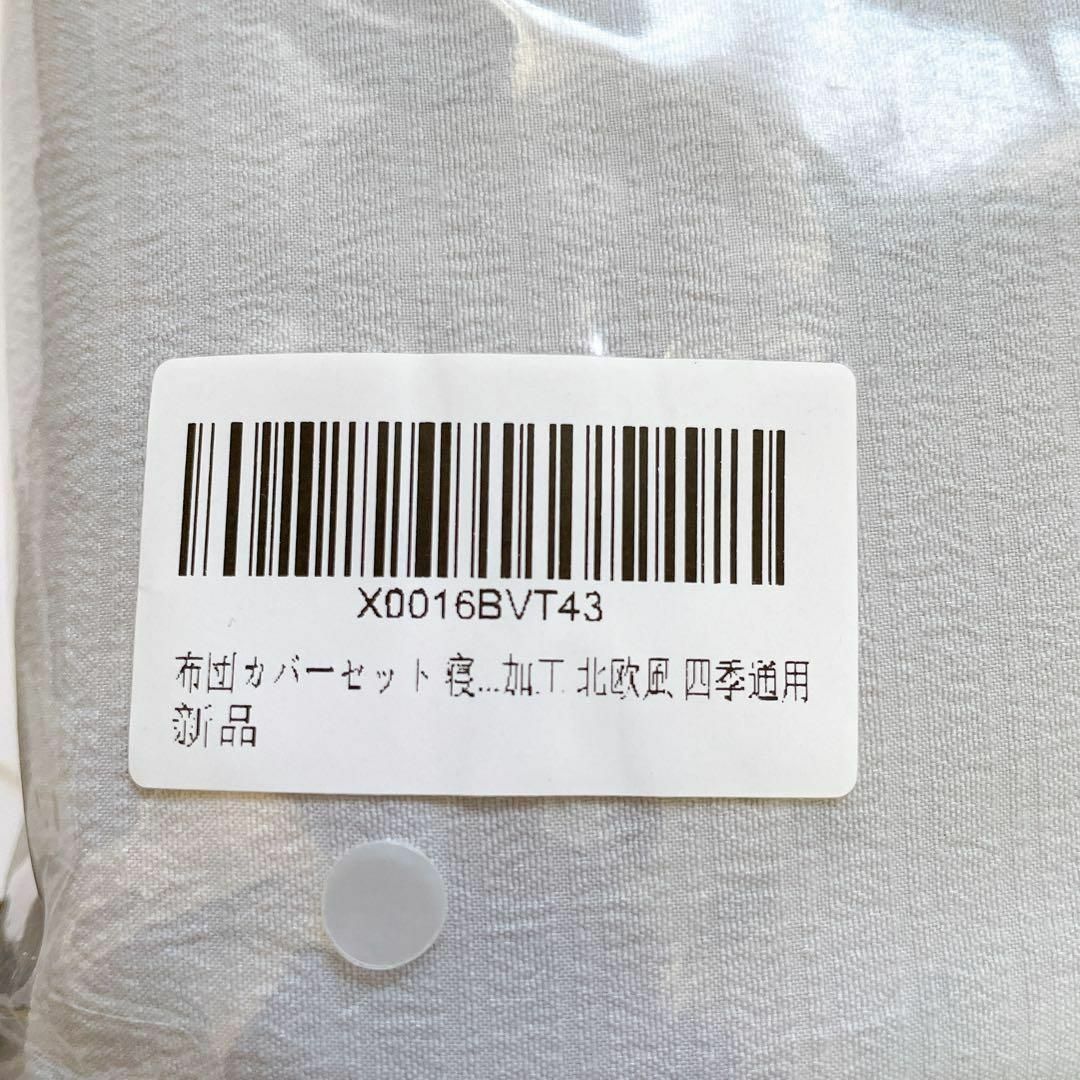 X0016BVT43
布団カバーセット 寝...加工 北欧風 四季通用
新品